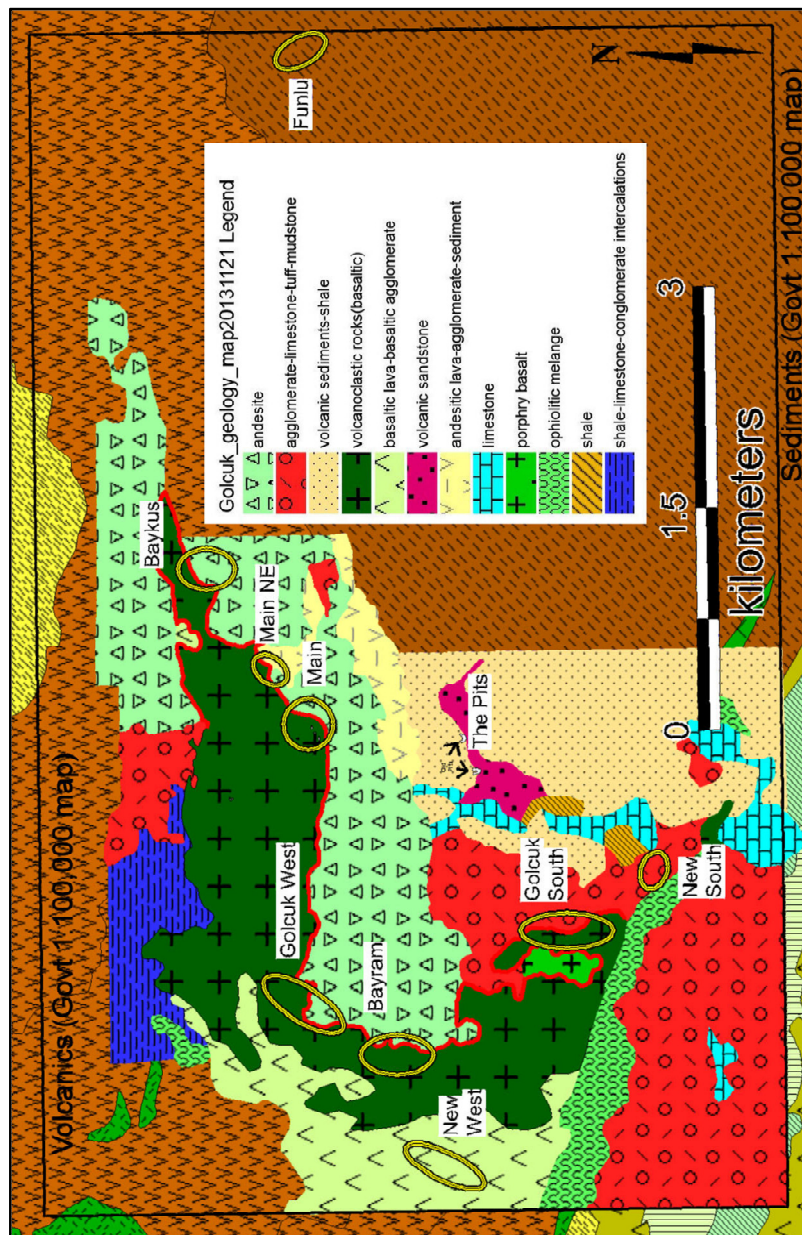 Volcanics (Govt 1:100,000 map)
Funlu
Baykus
Main NE
Main
Golcuk West
Bayram
New
West
The Pits
Golcuk
South
New
South
Golcuk_geology_map20131121 Legend
andesite
agglomerate-limestone-tuff-mudstone
volcanic sediments-shale
volcanoclastic rocks(basaltic)
basaltic lava-basaltic agglomerate
volcanic sandstone
andesitic lava-agglomerate-sediment
limestone
porphry basalt
ophiolitic melange
shale
shale-limestone-conglomerate intercalations
N
0 1.5 3
kilometers
Sediments (Govt 1:100,000 map)